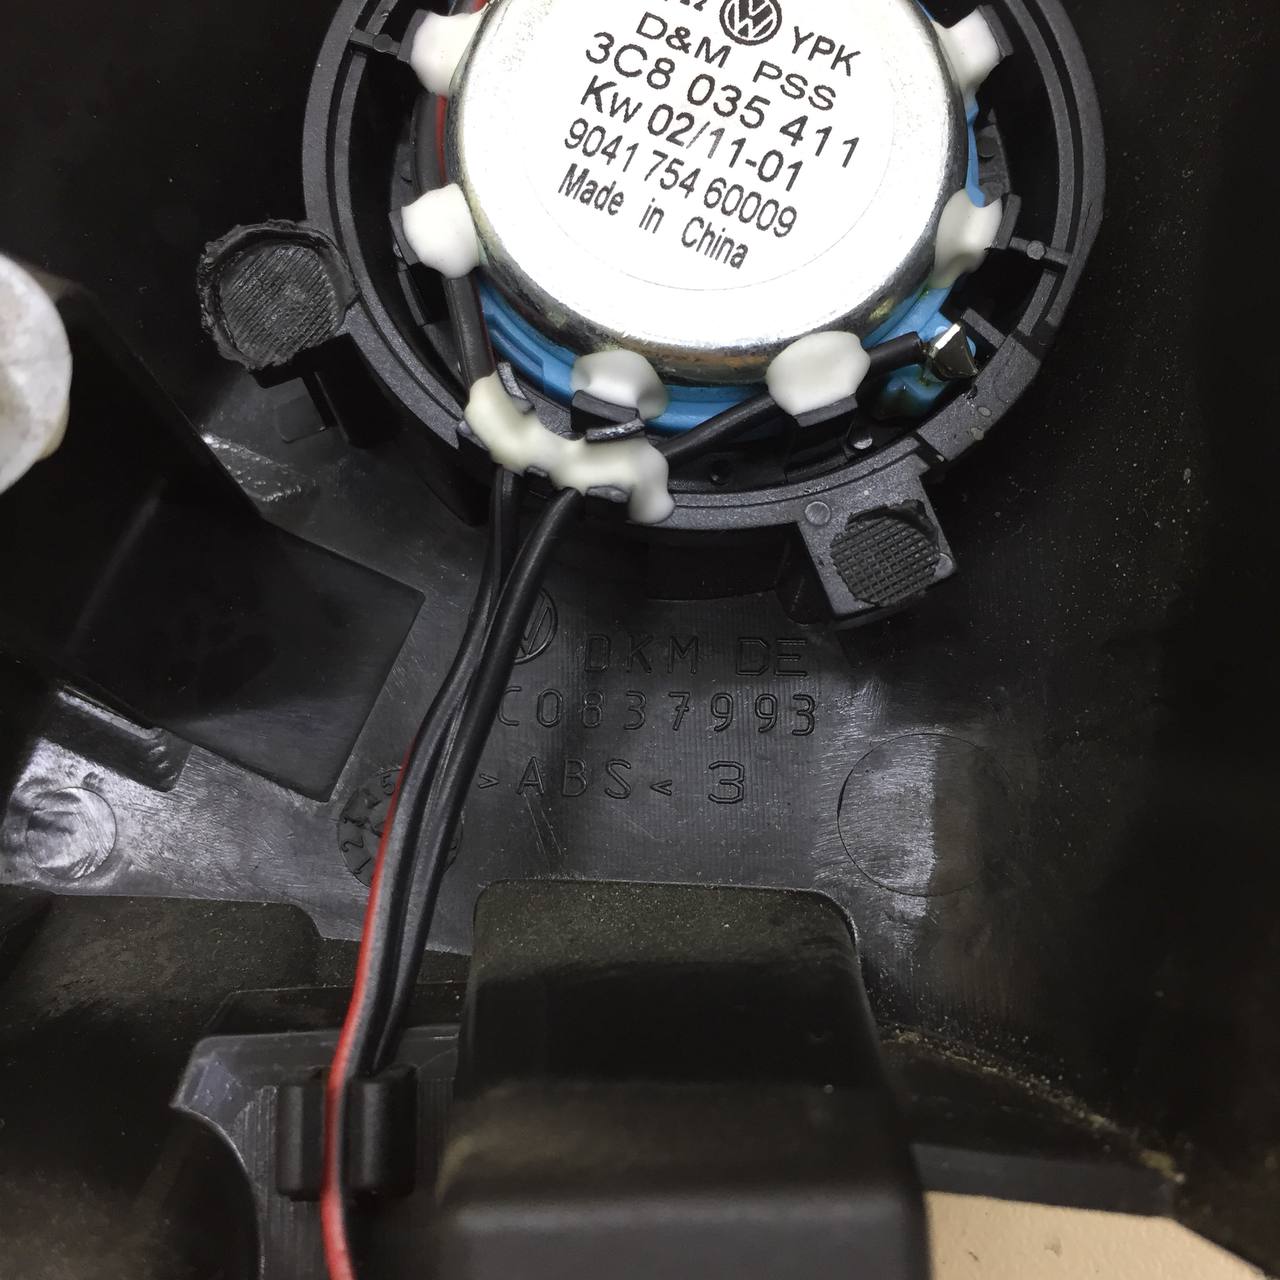 YPK
D&M PSS
3C8 035 411
Kw 02/11-01
9041 754 60009
Made in China
DKM DE
C0837993
>ABS< 3